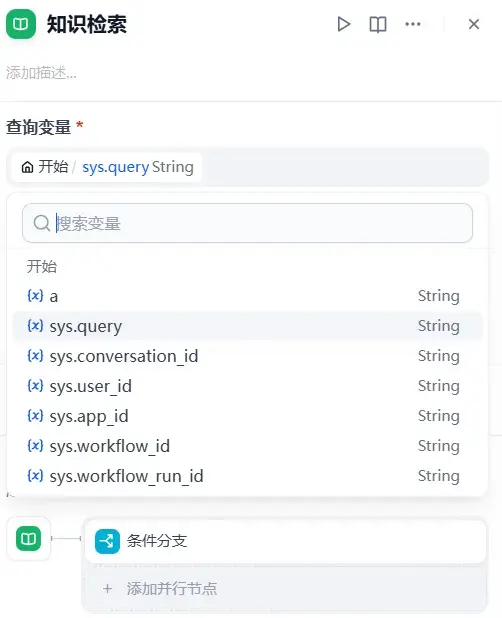 知识检索
添加描述...
查询变量 *
开始 / sys.query String
搜索变量
开始
{x} a String
{x} sys.query String
{x} sys.conversation_id String
{x} sys.user_id String
{x} sys.app_id String
{x} sys.workflow_id String
{x} sys.workflow_run_id String
条件分支
+ 添加并行节点